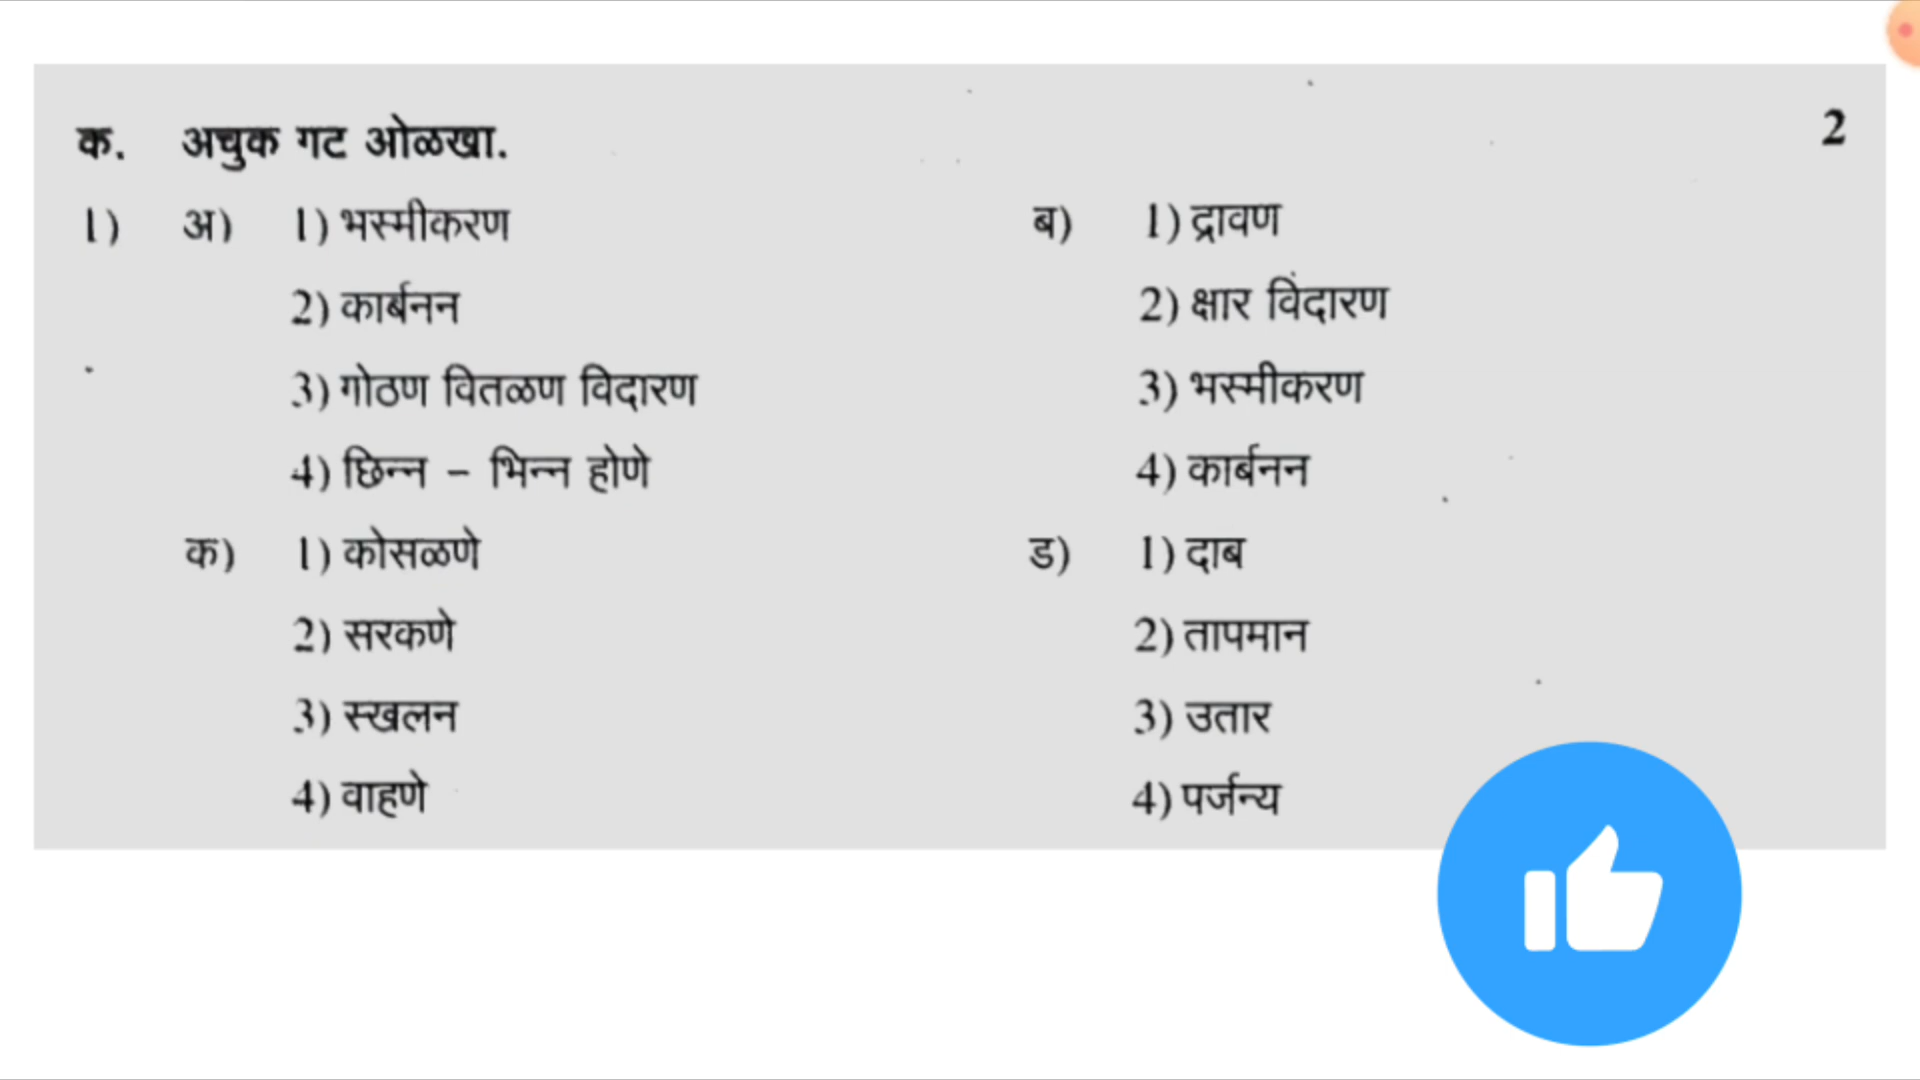 क. अचुक गट ओळखा. 2
1) अ) 1) भस्मीकरण ब) 1) द्रावण
2) कार्बनन 2) क्षार विदारण
3) गोठण वितळण विदारण 3) भस्मीकरण
4) छिन्न - भिन्न होणे 4) कार्बनन
क) 1) कोसळणे ड) 1) दाब
2) सरकणे 2) तापमान
3) स्खलन 3) उतार
4) वाहणे 4) पर्जन्य